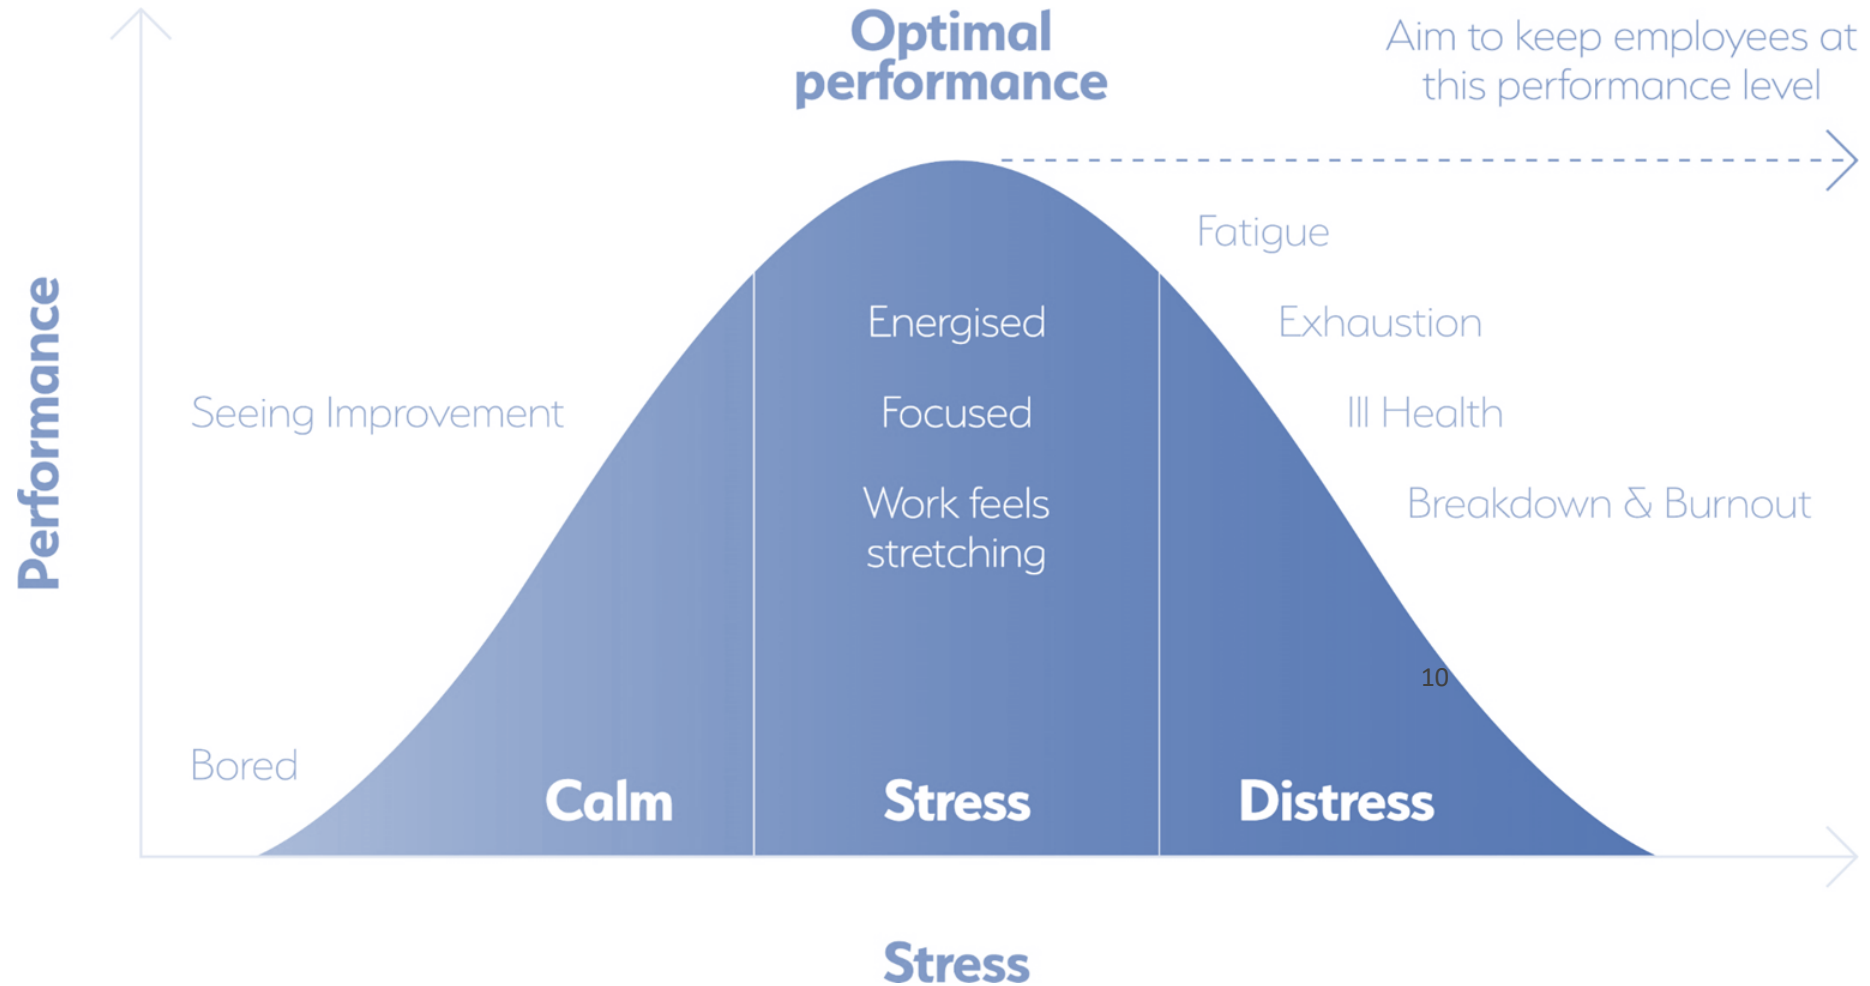 Optimal
performance
Aim to keep employees at
this performance level
Fatigue
Energised
Exhaustion
Performance
Seeing Improvement
Focused
Ill Health
Work feels
stretching
Breakdown & Burnout
10
Bored
Calm
Stress
Distress
Stress